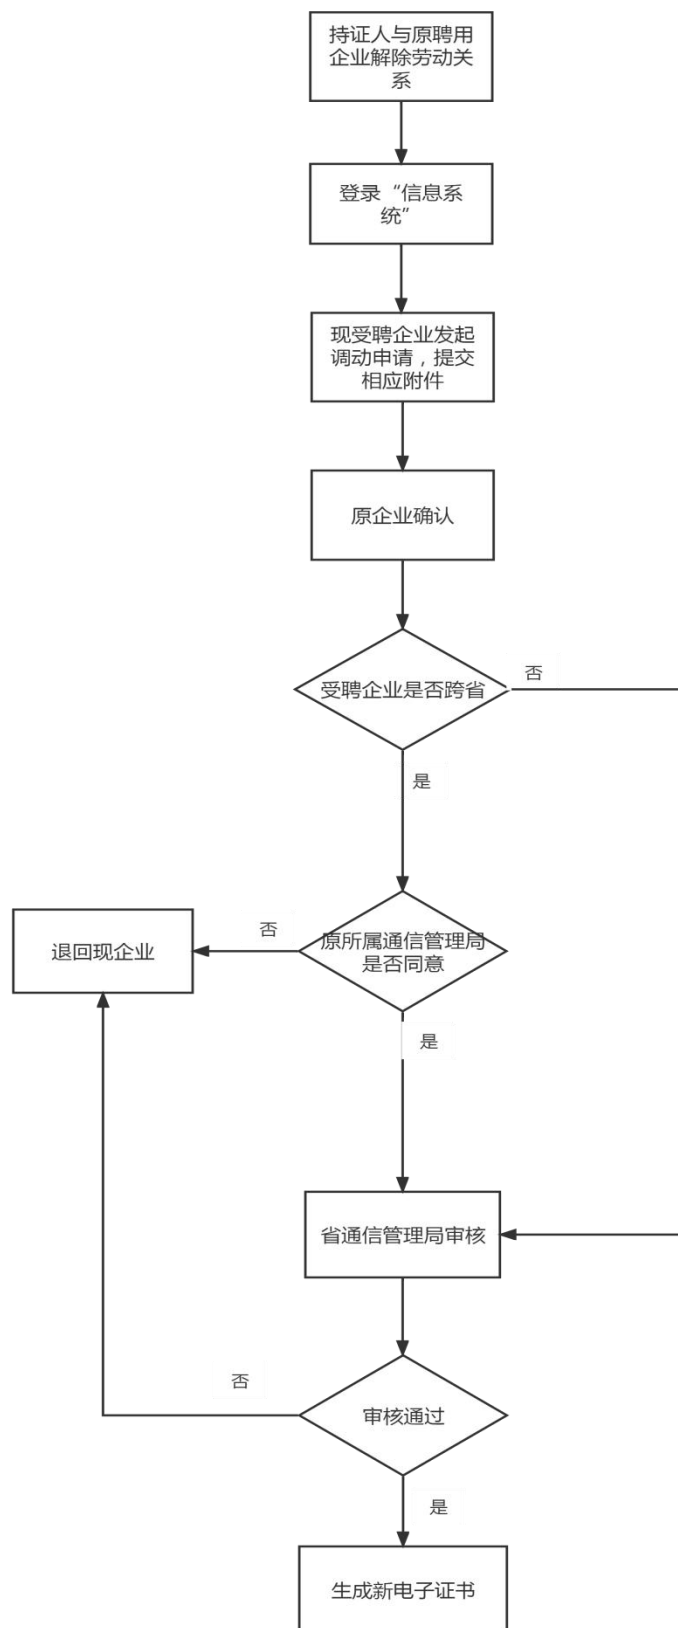 持证人与原聘用
企业解除劳动关
系
登录“信息系
统”
现受聘企业发起
调动申请，提交
相应附件
原企业确认
受聘企业是否跨省
否
是
退回现企业
否
原所属通信管理局
是否同意
是
省通信管理局审核
否
审核通过
是
生成新电子证书